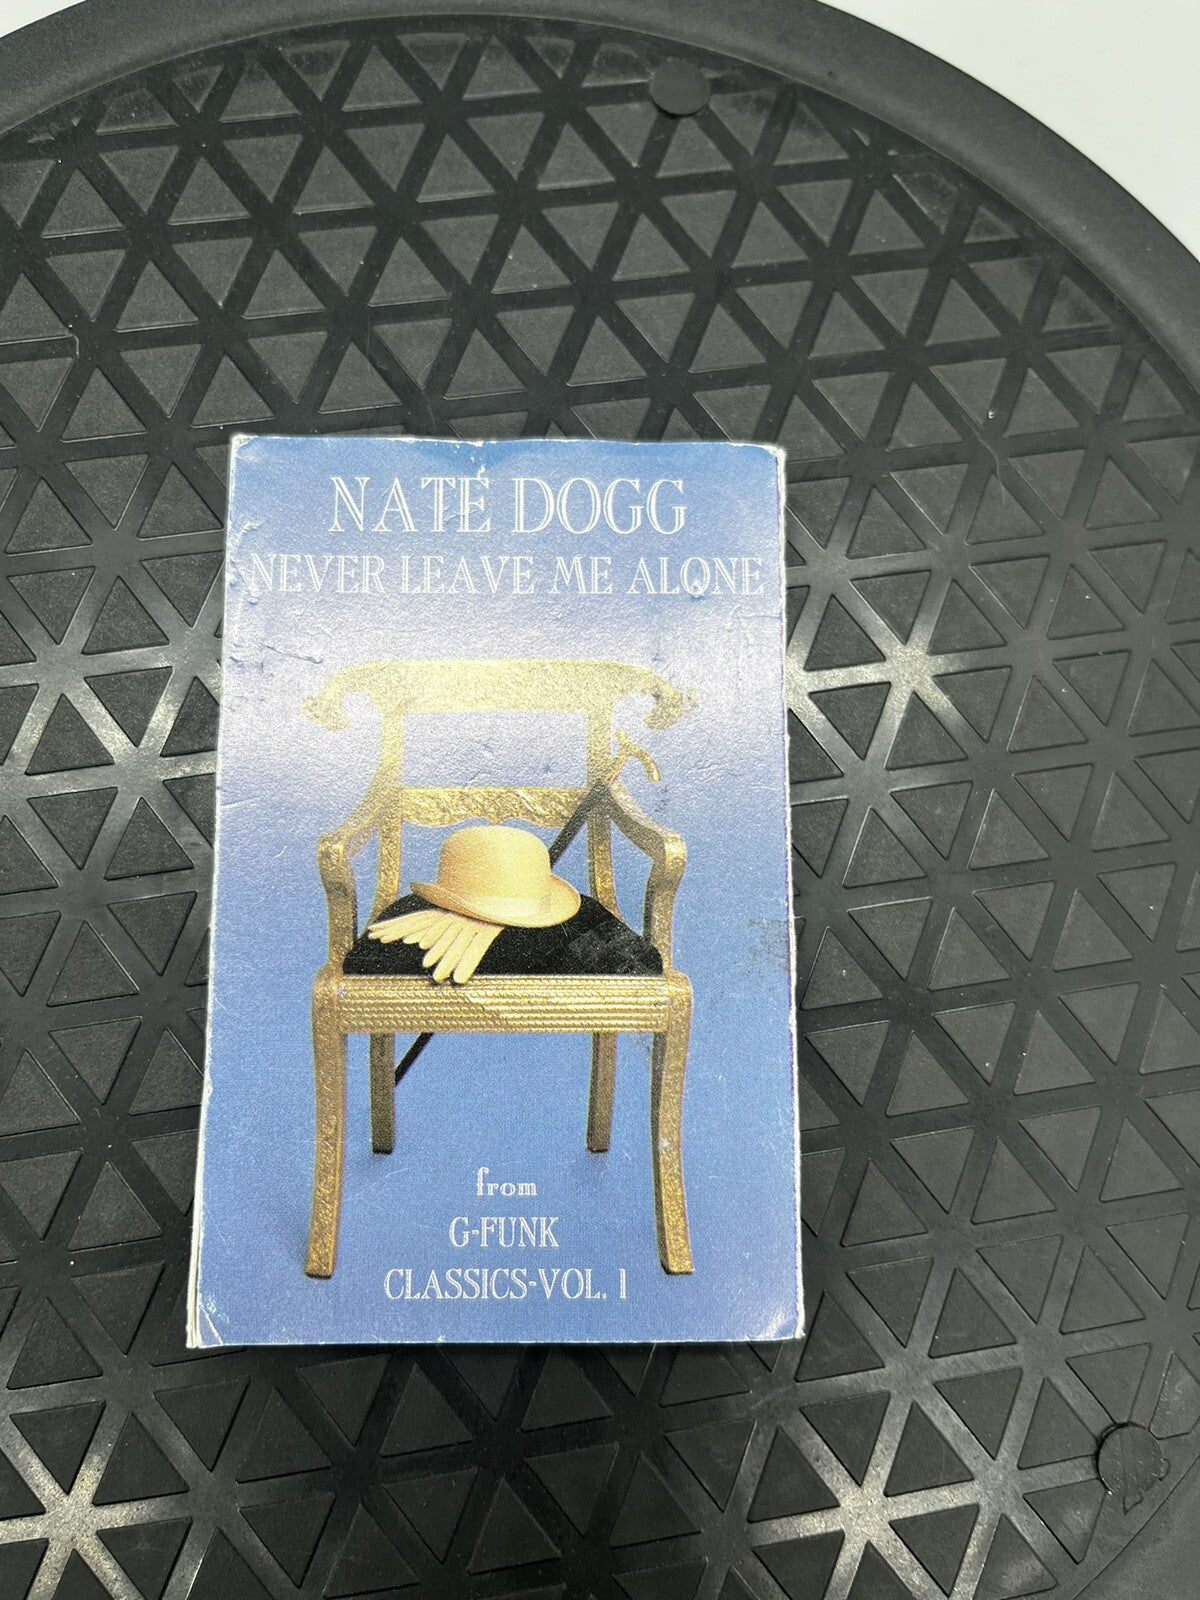 NATE DOGG
NEVER LEAVE ME ALONE
from
G-FUNK
CLASSICS-VOL. 1